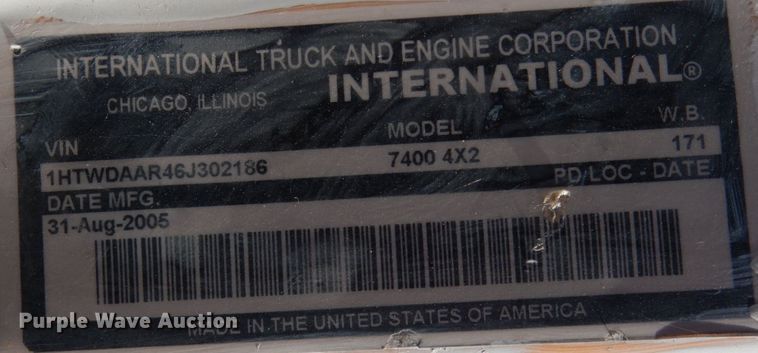 INTERNATIONAL TRUCK AND ENGINE CORPORATION
CHICAGO, ILLINOIS INTERNATIONAL®
VIN MODEL W.B.
1HTWDAAR46J302186 7400 4X2 171
DATE MFG. PD LOC - DATE
31-Aug-2005
MADE IN THE UNITED STATES OF AMERICA
Purple Wave Auction